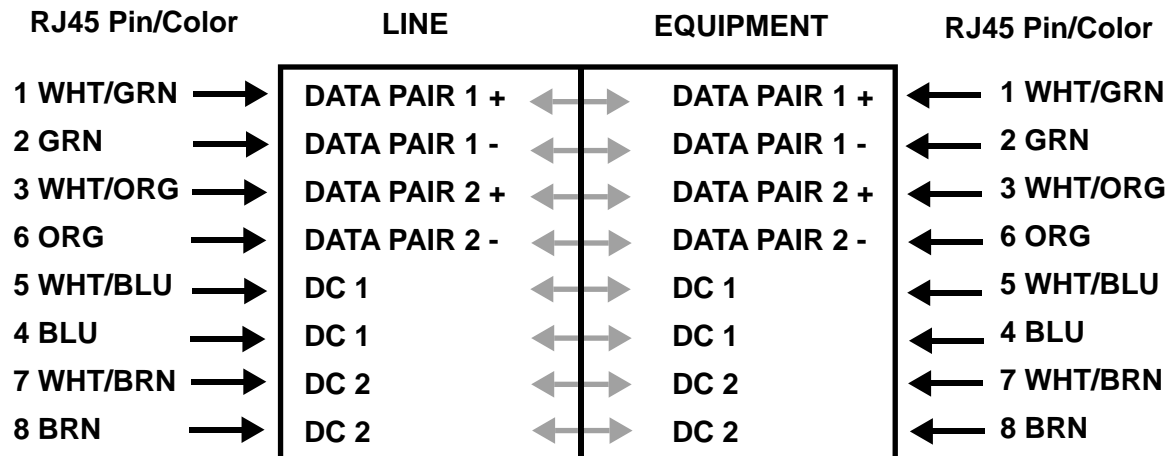 RJ45 Pin/Color LINE EQUIPMENT RJ45 Pin/Color
1 WHT/GRN DATA PAIR 1 + DATA PAIR 1 + 1 WHT/GRN
2 GRN DATA PAIR 1 - DATA PAIR 1 - 2 GRN
3 WHT/ORG DATA PAIR 2 + DATA PAIR 2 + 3 WHT/ORG
6 ORG DATA PAIR 2 - DATA PAIR 2 - 6 ORG
5 WHT/BLU DC 1 DC 1 5 WHT/BLU
4 BLU DC 1 DC 1 4 BLU
7 WHT/BRN DC 2 DC 2 7 WHT/BRN
8 BRN DC 2 DC 2 8 BRN